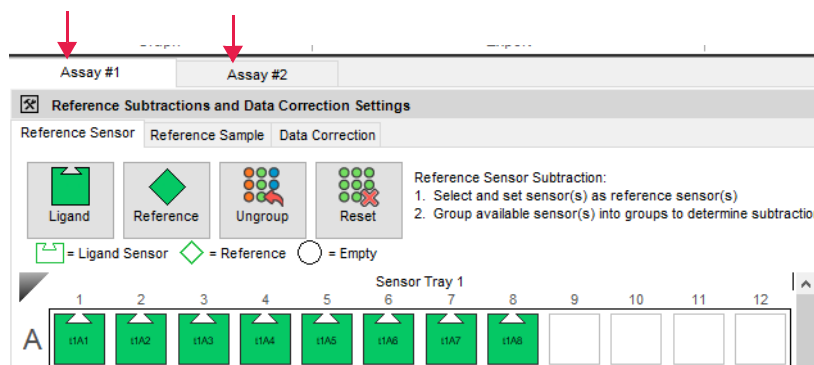 Assay #1
Assay #2
Reference Subtractions and Data Correction Settings
Reference Sensor
Reference Sample
Data Correction
Ligand
Reference
Ungroup
Reset
Reference Sensor Subtraction:
1. Select and set sensor(s) as reference sensor(s)
2. Group available sensor(s) into groups to determine
= Ligand Sensor
= Reference
= Empty
Sensor Tray 1
1 2 3 4 5 6 7 8 9 10 11 12
A t1A1 t1A2 t1A3 t1A4 t1A5 t1A6 t1A7 t1A8